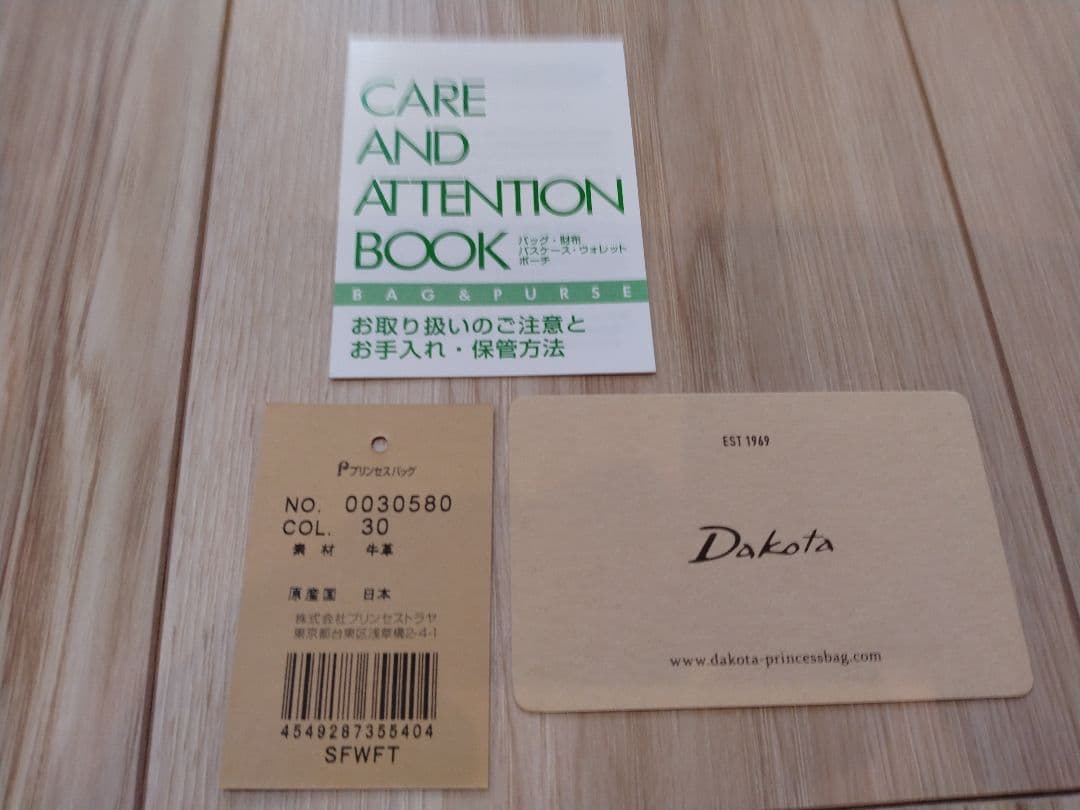 CARE
AND
ATTENTION
BOOK
バッグ・財布
パスケース・ウォレット
ポーチ
BAG & PURSE
お取り扱いのご注意と
お手入れ・保管方法
プリンセスバッグ
NO. 0030580
COL. 30
素材 牛革
原産国 日本
株式会社プリンセストラヤ
東京都台東区浅草橋2-4-1
4549287355404
SFWFT
EST 1969
Dakota
www.dakota-princessbag.com